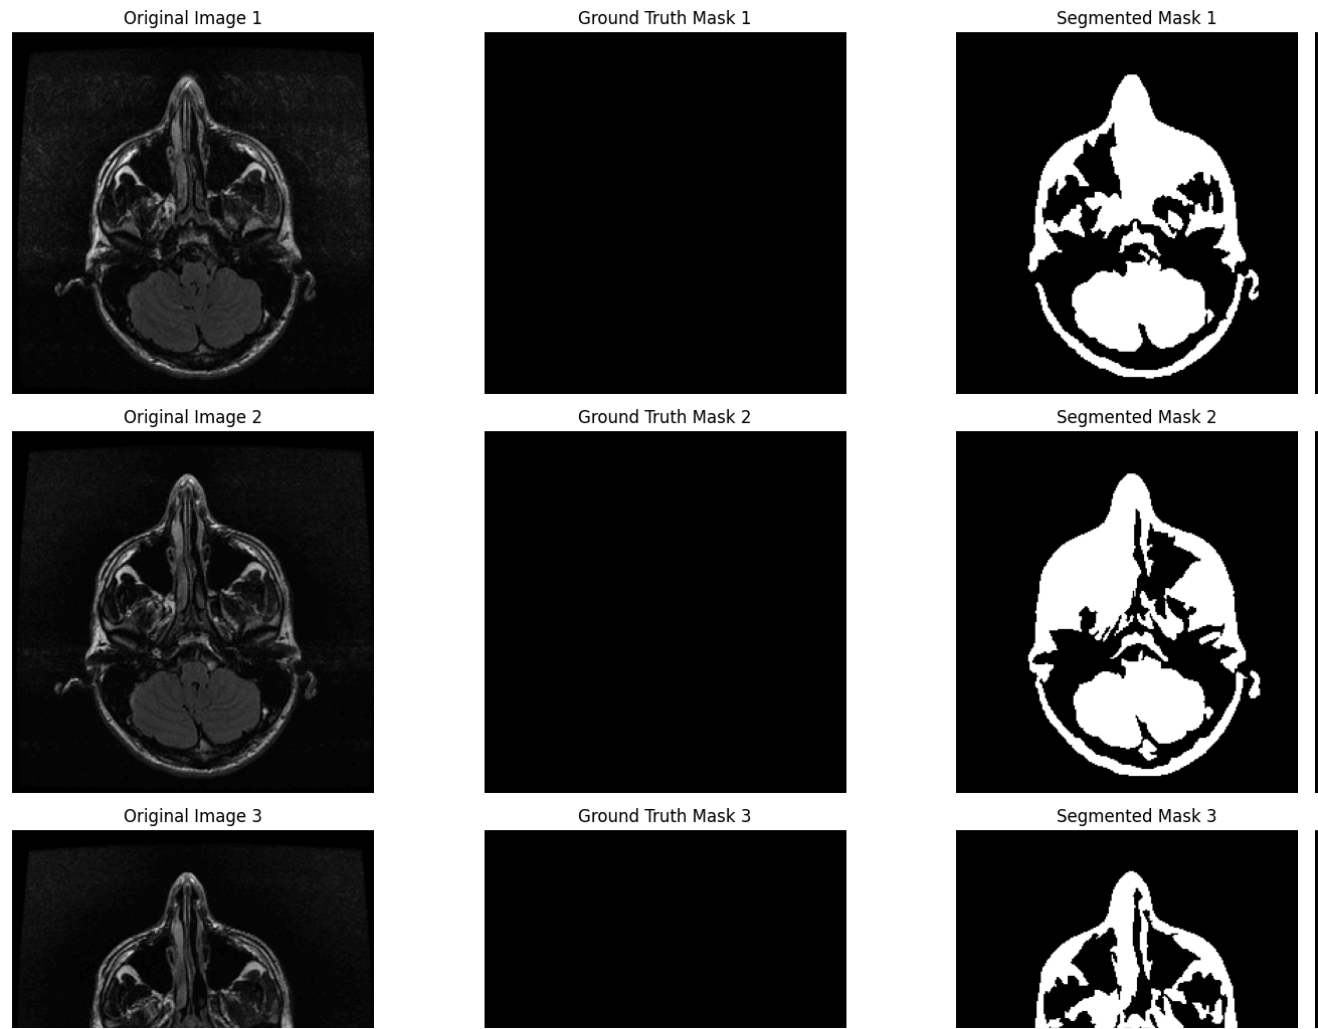 Original Image 1
Ground Truth Mask 1
Segmented Mask 1
Original Image 2
Ground Truth Mask 2
Segmented Mask 2
Original Image 3
Ground Truth Mask 3
Segmented Mask 3